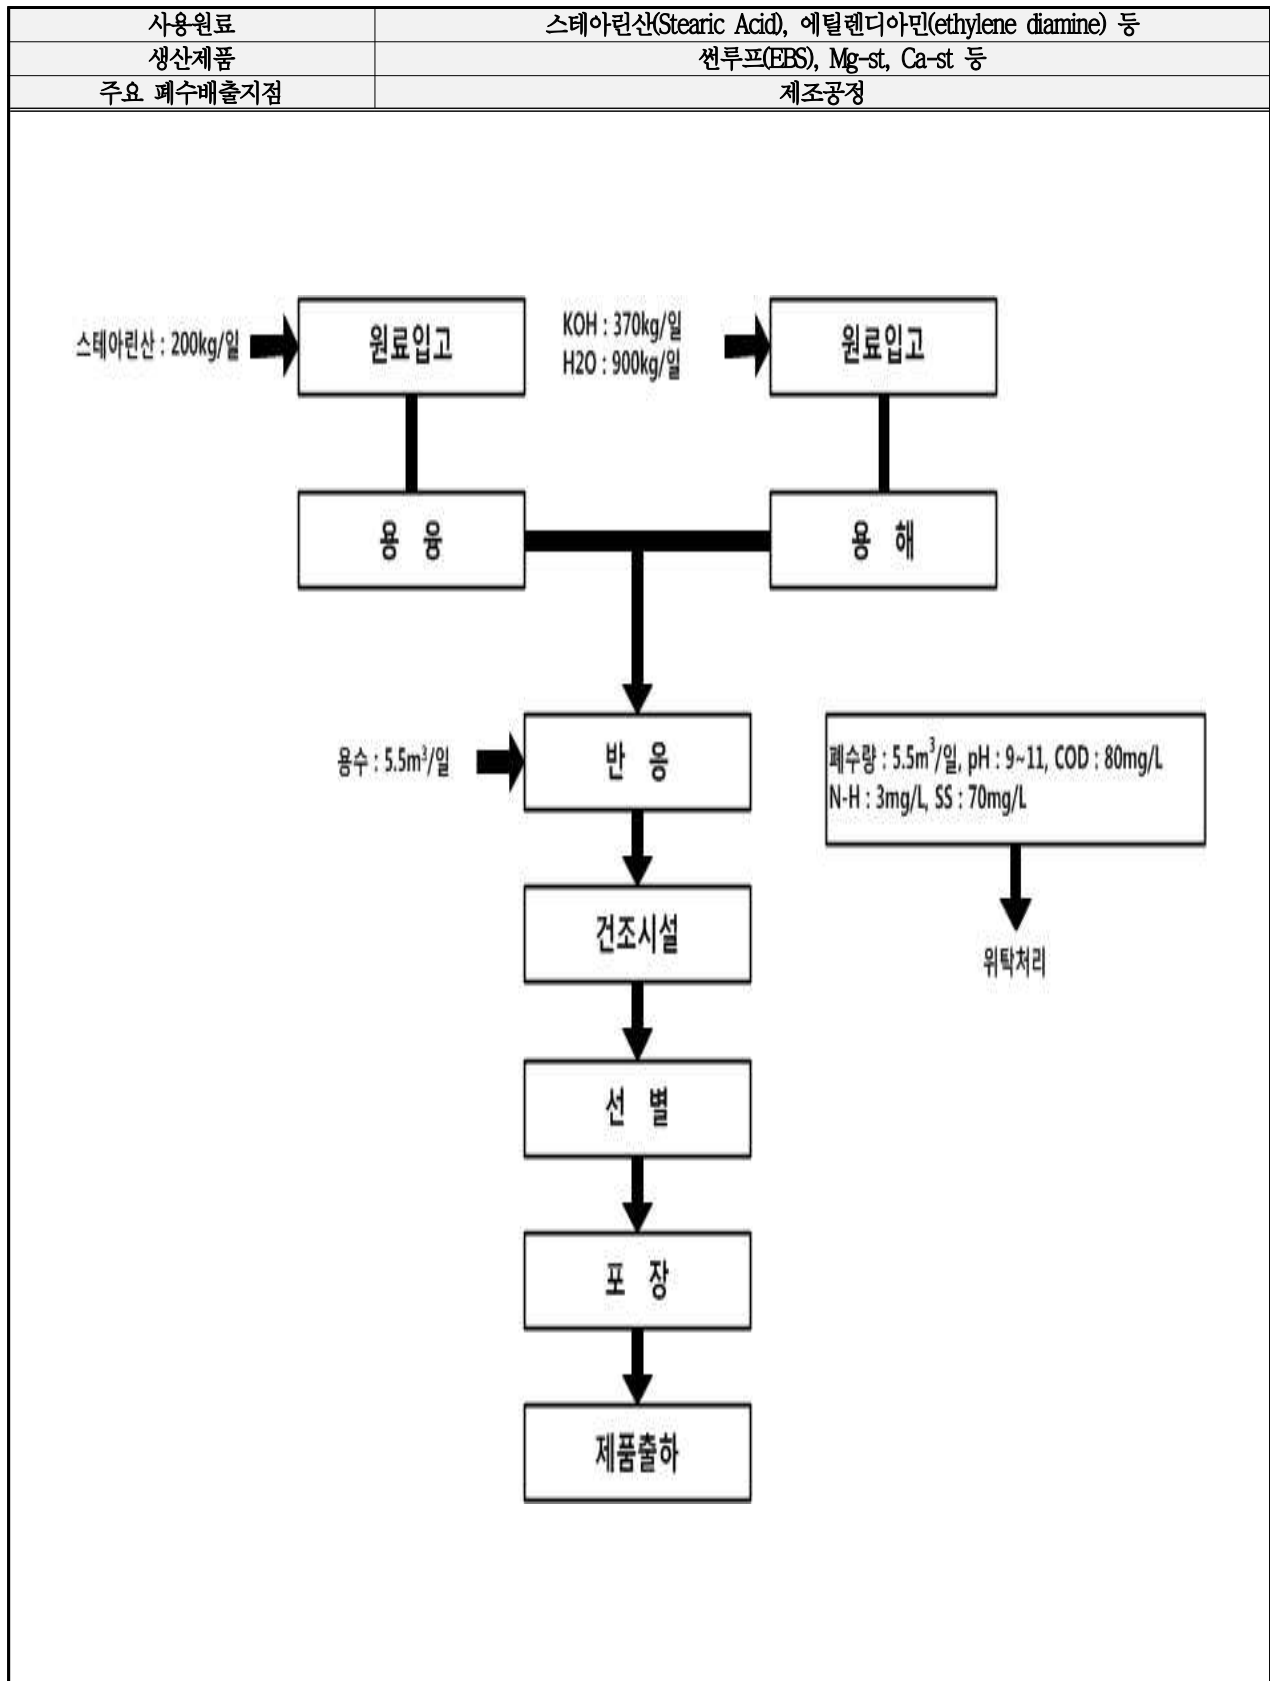 사용원료 스테아린산(Stearic Acid), 에틸렌디아민(ethylene diamine) 등
생산제품 썬루프(EBS), Mg-st, Ca-st 등
주요 폐수배출지점 제조공정
스테아린산 : 200kg/일
원료입고
KOH : 370kg/일
H2O : 900kg/일
원료입고
용 융
용 해
용수 : 5.5m³/일
반 응
폐수량 : 5.5m³/일, pH : 9~11, COD : 80mg/L
N-H : 3mg/L, SS : 70mg/L
건조시설
위탁처리
선 별
포 장
제품출하